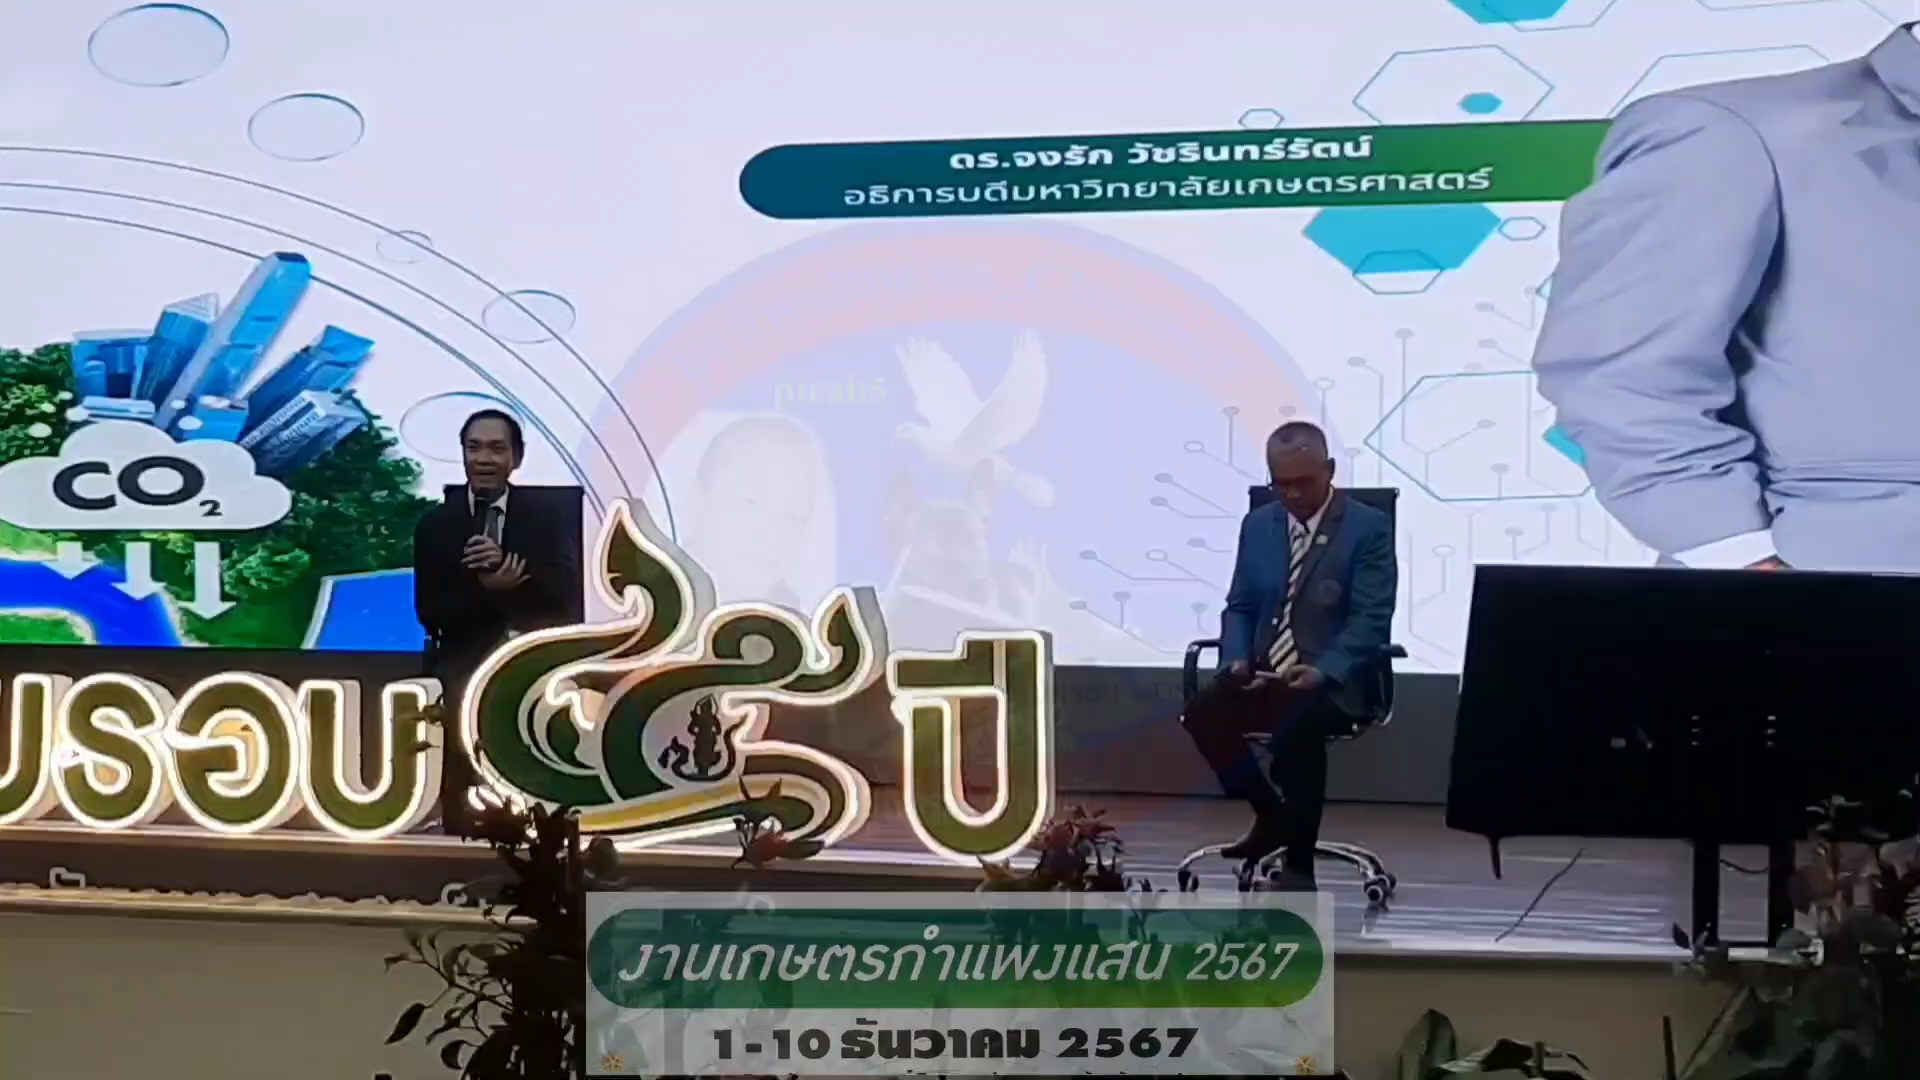 ดร.จงรัก วัชรินทร์รัตน์
อธิการบดีมหาวิทยาลัยเกษตรศาสตร์
CO₂
รอบ ๔๕ ปี
งานเกษตรกำแพงแสน 2567
1-10 ธันวาคม 2567